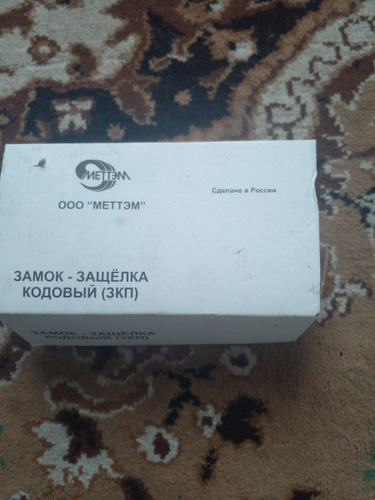 МЕТТЭМ
ООО "МЕТТЭМ"
Сделано в России
ЗАМОК - ЗАЩЁЛКА
КОДОВЫЙ (ЗКП)
ЗАМОК - ЗАЩЁЛКА
КОДОВЫЙ (ЗКП)